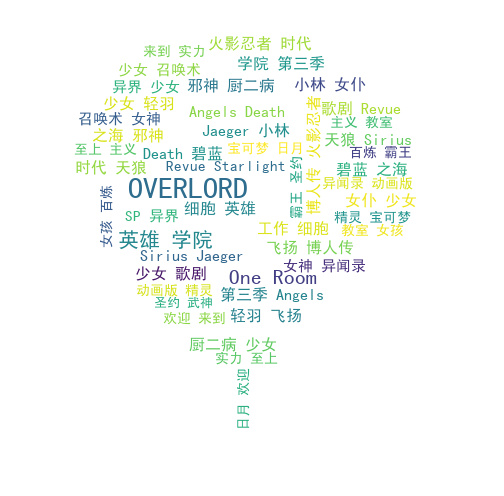 火影忍者 时代
来到 实力
学院 第三季
少女 召唤术
异界 少女
邪神 厨二病
小林 女仆
少女 轻羽
Angels Death
歌剧 Revue
召唤术 女神
主义 教室
之海 邪神
Jaeger 小林
天狼 Sirius
至上 主义
Death 碧蓝
宝可梦 日月
博人传 火影忍者
百炼 霸王
时代 天狼
Revue Starlight
霸王 圣约
碧蓝 之海
OVERLORD
异闻录 动画版
女孩 百炼
SP 异界
细胞 英雄
女仆 少女
精灵 宝可梦
英雄 学院
工作 细胞
教室 女孩
飞扬 博人传
Sirius Jaeger
少女 歌剧
One Room
女神 异闻录
动画版 精灵
第三季 Angels
圣约 武神
欢迎 来到
轻羽 飞扬
厨二病 少女
实力 至上
日月 欢迎